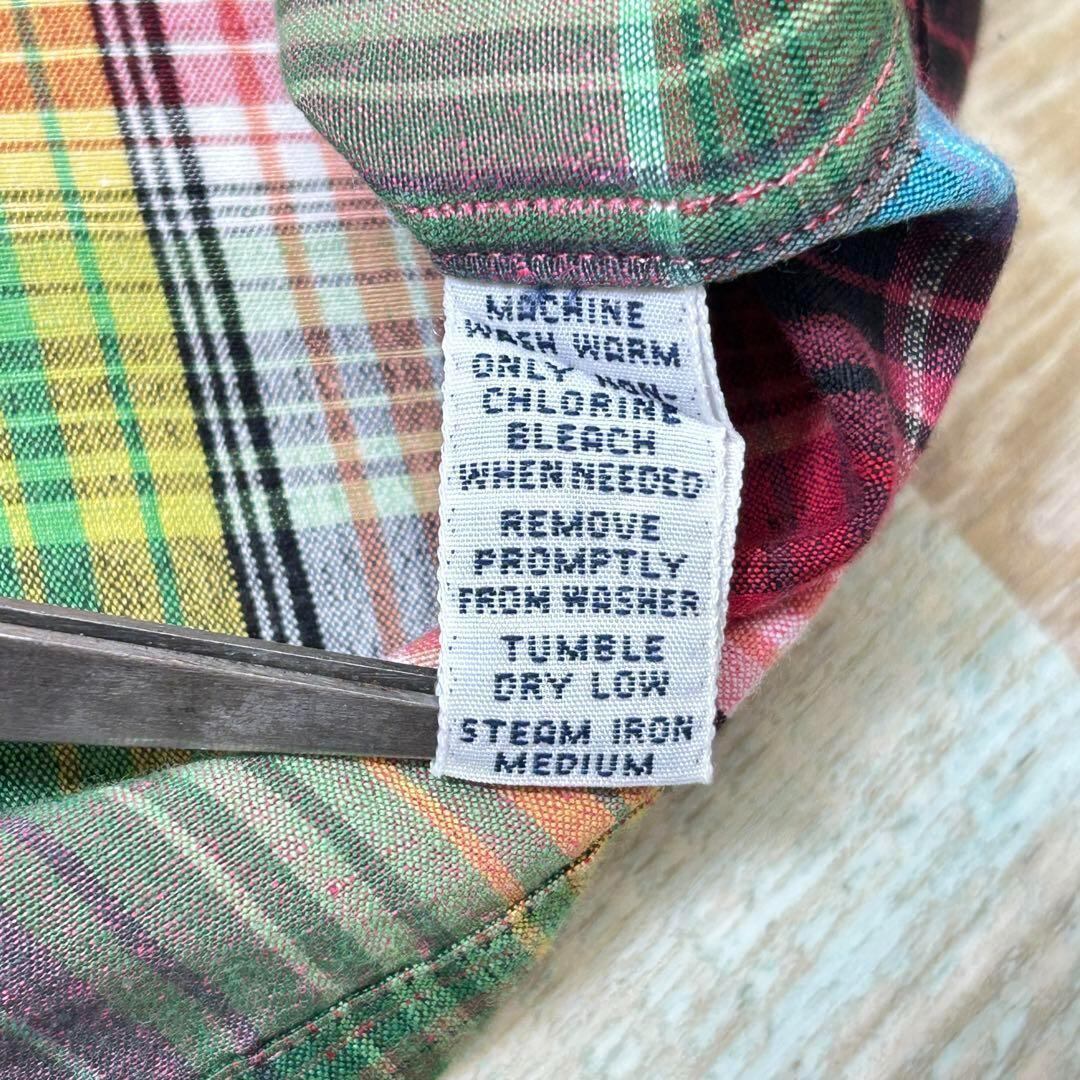 MACHINE
WASH WARM
ONLY NON
CHLORINE
BLEACH
WHEN NEEDED
REMOVE
PROMPTLY
FROM WASHER
TUMBLE
DRY LOW
STEAM IRON
MEDIUM